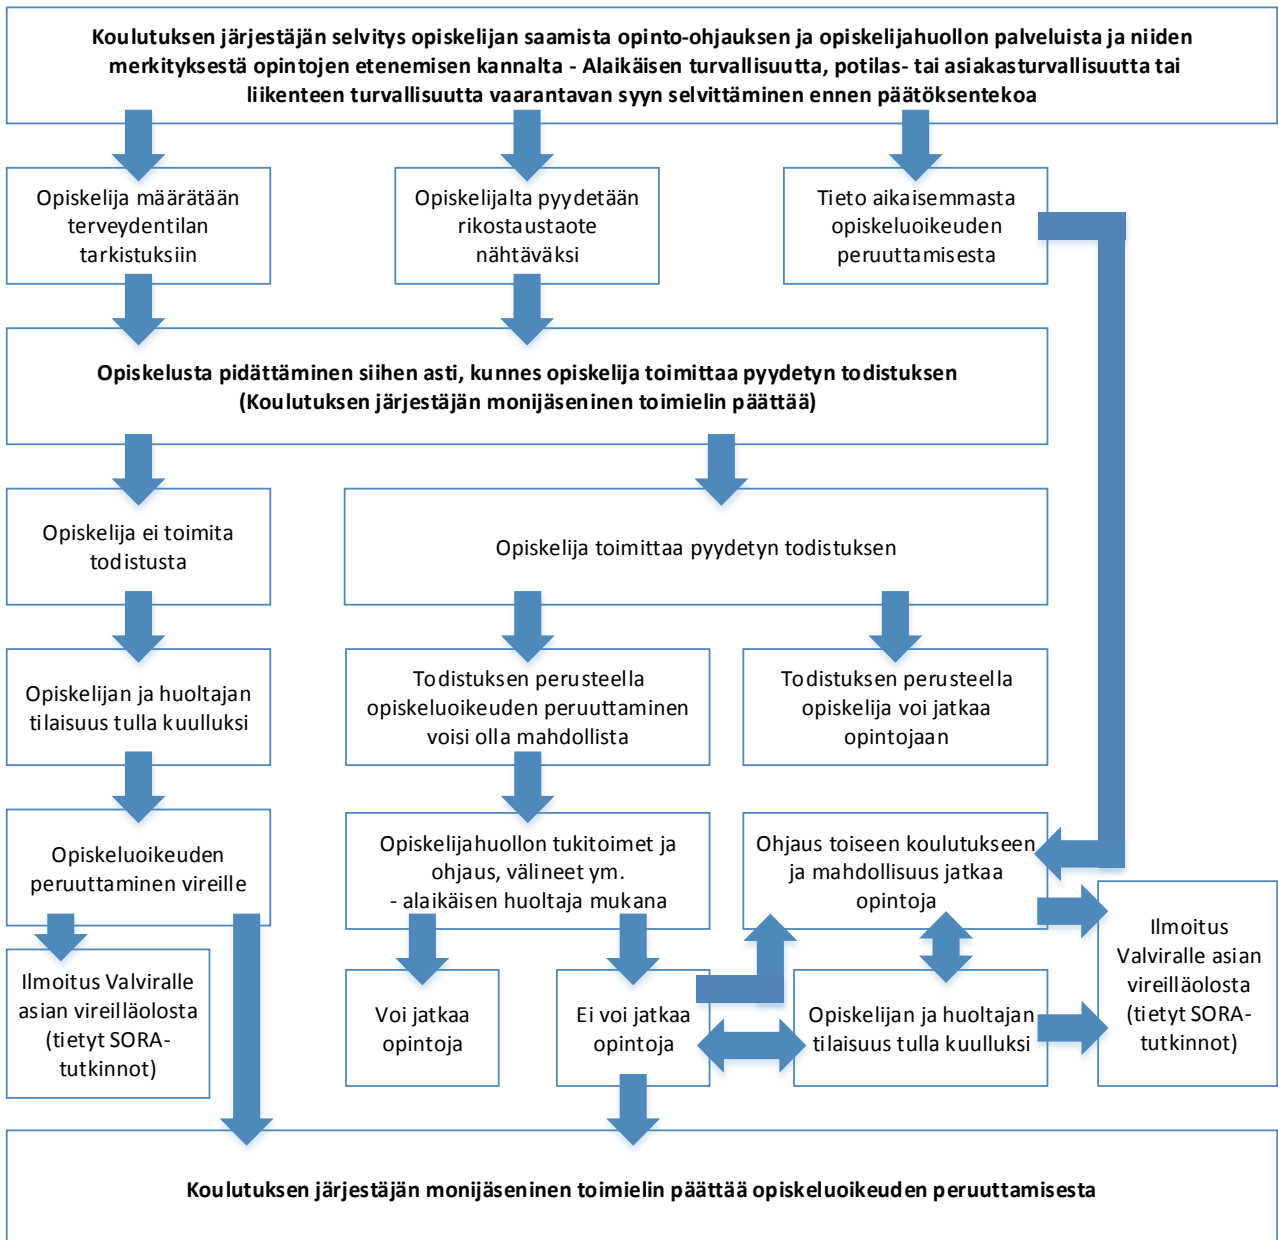 Koulutuksen järjestäjän selvitys opiskelijan saamista opinto-ohjauksen ja opiskelijahuollon palveluista ja niiden
merkityksestä opintojen etenemisen kannalta - Alaikäisen turvallisuutta, potilas- tai asiakasturvallisuutta tai
liikenteen turvallisuutta vaarantavan syyn selvittäminen ennen päätöksentekoa
Opiskelija määrätään
terveydentilan
tarkistuksiin
Opiskelijalta pyydetään
rikostaustaote
nähtäväksi
Tieto aikaisemmasta
opiskeluoikeuden
peruuttamisesta
Opiskelusta pidättäminen siihen asti, kunnes opiskelija toimittaa pyydetyn todistuksen
(Koulutuksen järjestäjän monijäseninen toimielin päättää)
Opiskelija ei toimita
todistusta
Opiskelija toimittaa pyydetyn todistuksen
Opiskelijan ja huoltajan
tilaisuus tulla kuulluksi
Todistuksen perusteella
opiskeluoikeuden peruuttaminen
voisi olla mahdollista
Todistuksen perusteella
opiskelija voi jatkaa
opintojaan
Opiskeluoikeuden
peruuttaminen vireille
Opiskelijahuollon tukitoimet ja
ohjaus, välineet ym.
- alaikäisen huoltaja mukana
Ohjaus toiseen koulutukseen
ja mahdollisuus jatkaa
opintoja
Ilmoitus Valviralle
asian vireilläolosta
(tietyt SORA-
tutkinnot)
Voi jatkaa
opintoja
Ei voi jatkaa
opintoja
Opiskelijan ja huoltajan
tilaisuus tulla kuulluksi
Ilmoitus
Valviralle asian
vireilläolosta
(tietyt SORA-
tutkinnot)
Koulutuksen järjestäjän monijäseninen toimielin päättää opiskeluoikeuden peruuttamisesta